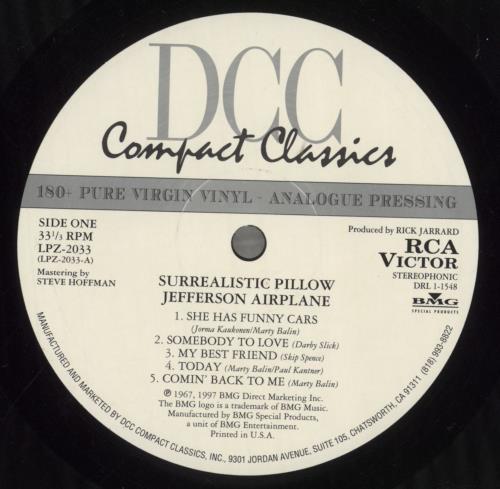 DCC
Compact Classics
180+ PURE VIRGIN VINYL - ANALOGUE PRESSING
SIDE ONE
33 1/3 RPM
LPZ-2033
(LPZ-2033-A)
Mastering by
STEVE HOFFMAN
Produced by RICK JARRARD
RCA
VICTOR
STEREOPHONIC
DRL 1-1548
BMG
SPECIAL PRODUCTS
SURREALISTIC PILLOW
JEFFERSON AIRPLANE
1. SHE HAS FUNNY CARS
(Jorma Kaukonen/Marty Balin)
2. SOMEBODY TO LOVE (Darby Slick)
3. MY BEST FRIEND (Skip Spence)
4. TODAY (Marty Balin/Paul Kantner)
5. COMIN' BACK TO ME (Marty Balin)
℗ 1967, 1997 BMG Direct Marketing Inc.
The BMG logo is a trademark of BMG Music.
Manufactured by BMG Special Products,
a unit of BMG Entertainment.
Printed in U.S.A.
MANUFACTURED AND MARKETED BY DCC COMPACT CLASSICS, INC., 9301 JORDAN AVENUE, SUITE 105, CHATSWORTH, CA. 91311 (818) 993-8822